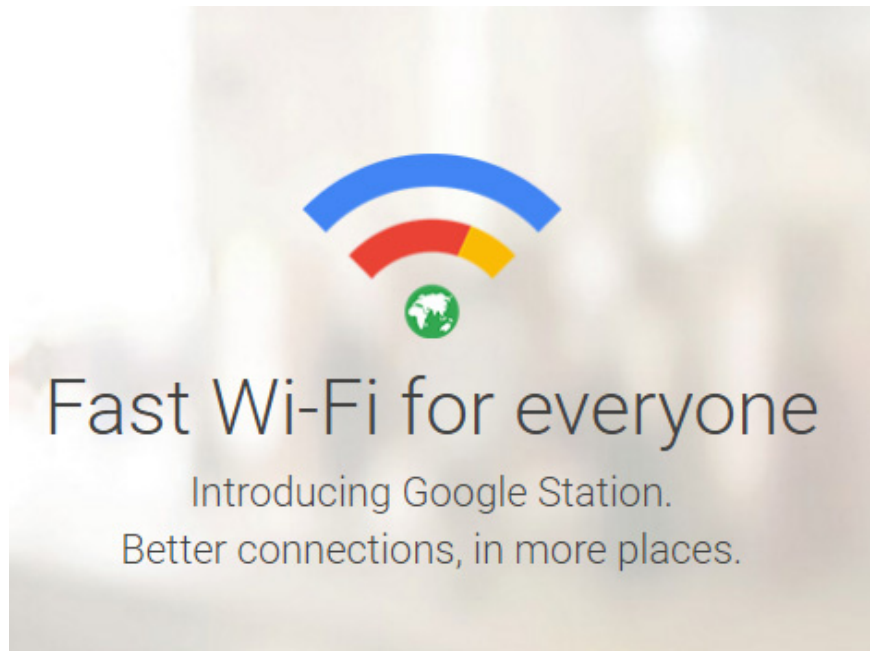 Fast Wi-Fi for everyone
Introducing Google Station.
Better connections, in more places.